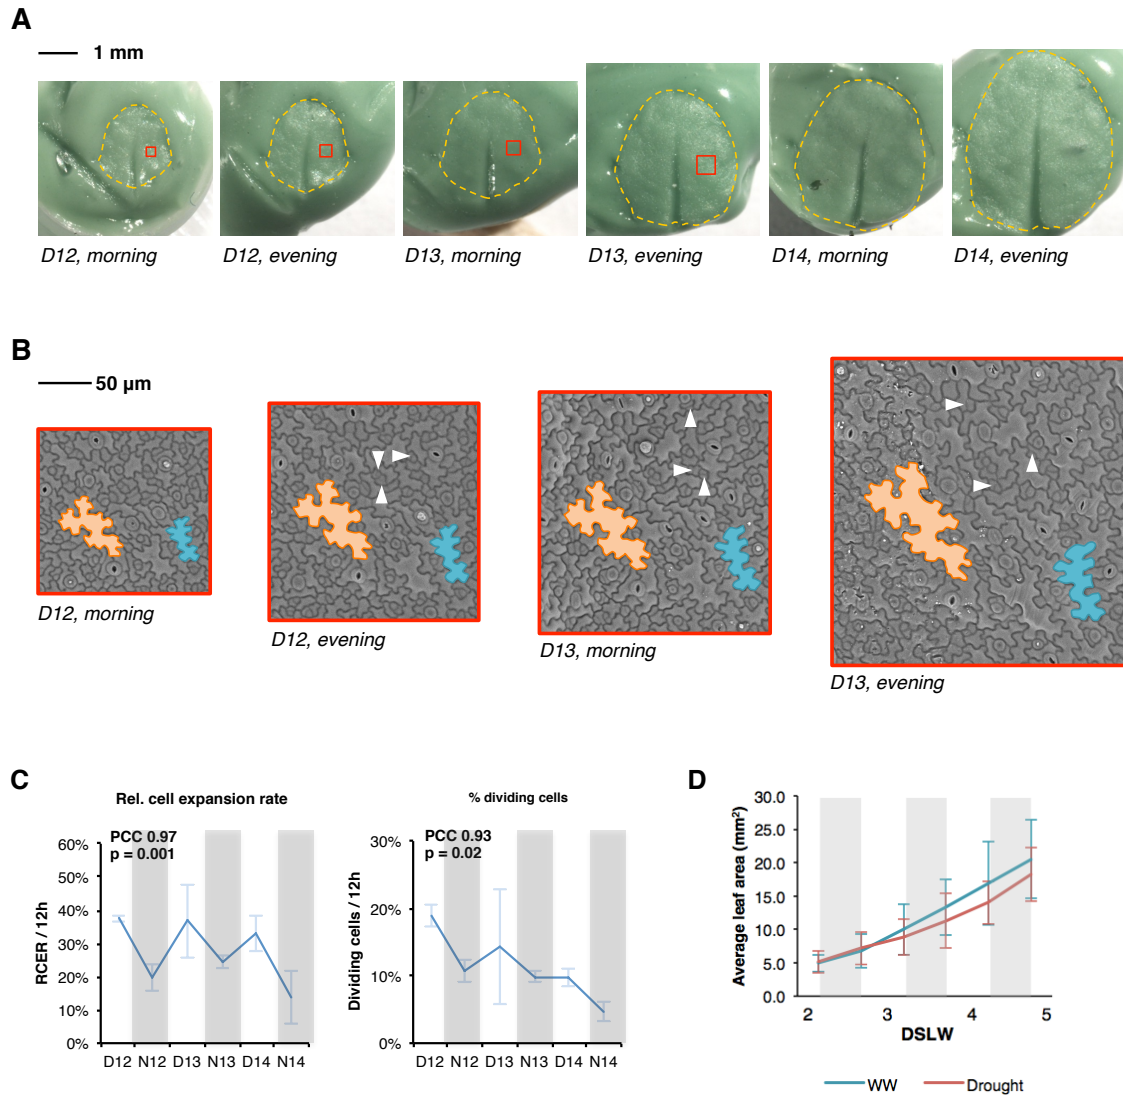 A
1 mm
D12, morning
D12, evening
D13, morning
D13, evening
D14, morning
D14, evening
B
50 µm
D12, morning
D12, evening
D13, morning
D13, evening
C
Rel. cell expansion rate
PCC 0.97
p = 0.001
60%
50%
40%
30%
20%
10%
0%
RCER / 12h
D12 N12 D13 N13 D14 N14
% dividing cells
PCC 0.93
p = 0.02
30%
20%
10%
0%
Dividing cells / 12h
D12 N12 D13 N13 D14 N14
D
30.0
25.0
20.0
15.0
10.0
5.0
0.0
Average leaf area (mm²)
2 3 4 5
DSLW
WW Drought